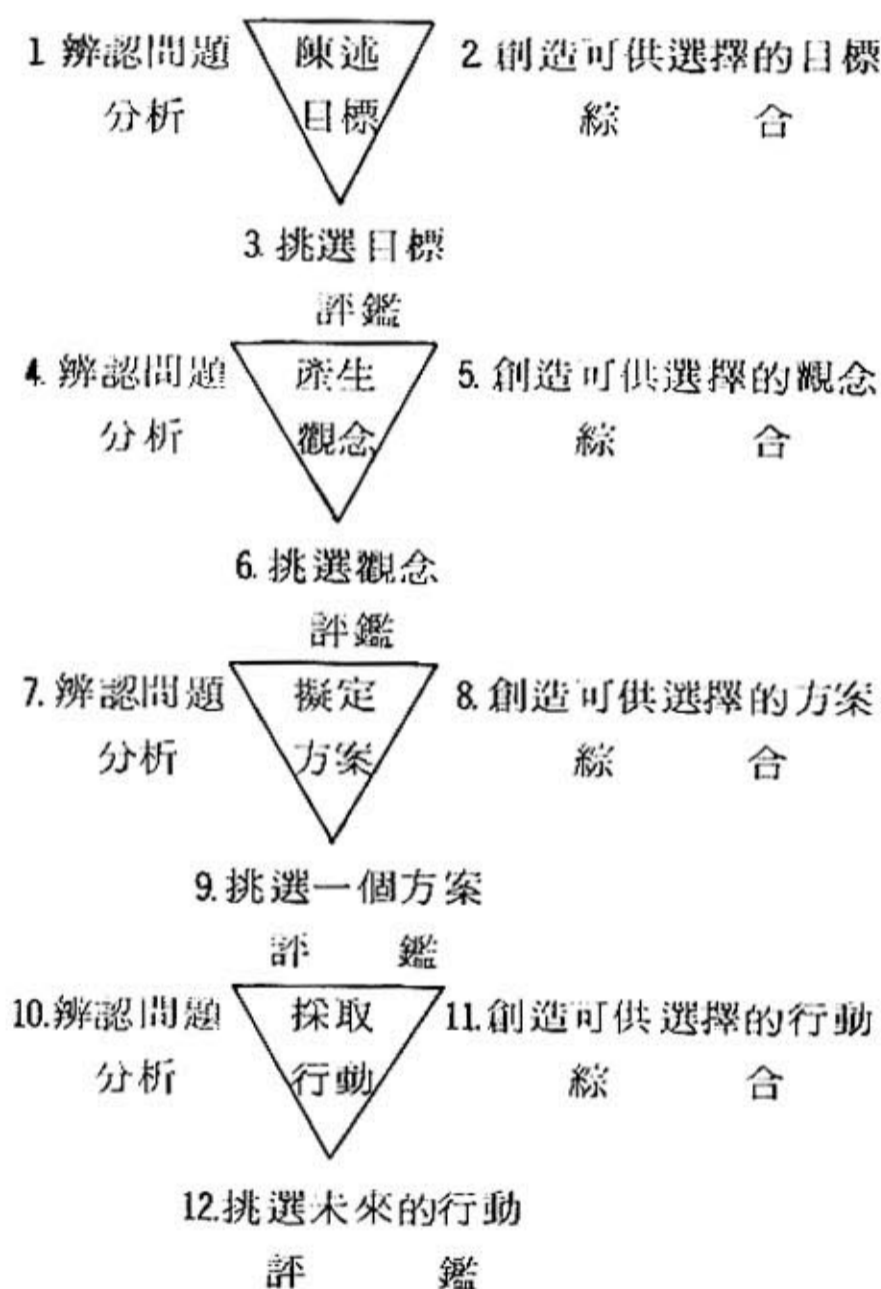 1 辨認問題 陳述 2 創造可供選擇的目標
分析 目標 綜 合
3. 挑選目標
評鑑
4. 辨認問題 產生 5. 創造可供選擇的觀念
分析 觀念 綜 合
6. 挑選觀念
評鑑
7. 辨認問題 擬定 8. 創造可供選擇的方案
分析 方案 綜 合
9. 挑選一個方案
評 鑑
10. 辨認問題 採取 11. 創造可供選擇的行動
分析 行動 綜 合
12. 挑選未來的行動
評 鑑